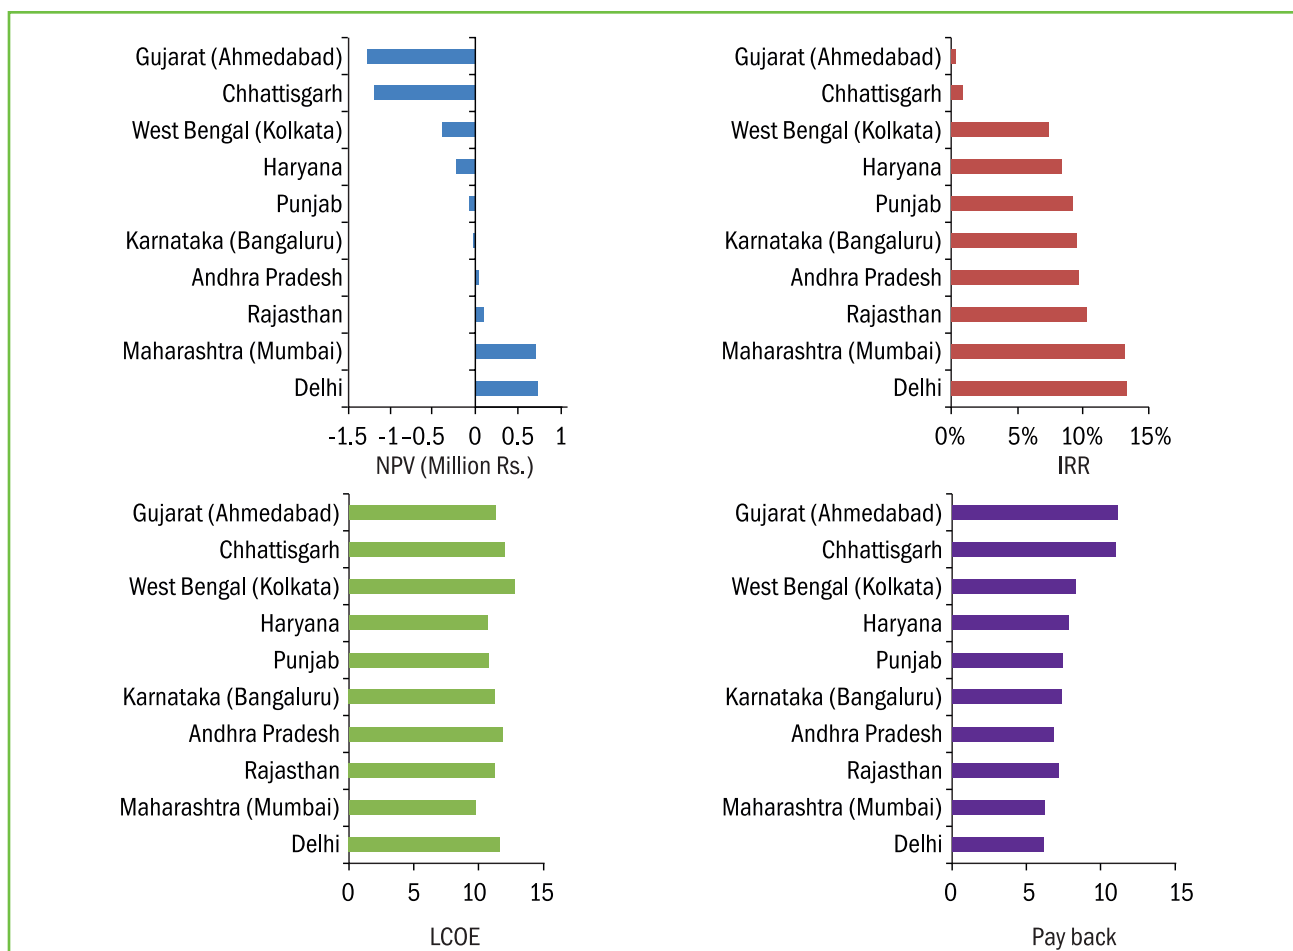 Gujarat (Ahmedabad)
Chhattisgarh
West Bengal (Kolkata)
Haryana
Punjab
Karnataka (Bangaluru)
Andhra Pradesh
Rajasthan
Maharashtra (Mumbai)
Delhi
-1.5 -1 –0.5 0 0.5 1
NPV (Million Rs.)
Gujarat (Ahmedabad)
Chhattisgarh
West Bengal (Kolkata)
Haryana
Punjab
Karnataka (Bangaluru)
Andhra Pradesh
Rajasthan
Maharashtra (Mumbai)
Delhi
0% 5% 10% 15%
IRR
Gujarat (Ahmedabad)
Chhattisgarh
West Bengal (Kolkata)
Haryana
Punjab
Karnataka (Bangaluru)
Andhra Pradesh
Rajasthan
Maharashtra (Mumbai)
Delhi
0 5 10 15
LCOE
Gujarat (Ahmedabad)
Chhattisgarh
West Bengal (Kolkata)
Haryana
Punjab
Karnataka (Bangaluru)
Andhra Pradesh
Rajasthan
Maharashtra (Mumbai)
Delhi
0 5 10 15
Pay back